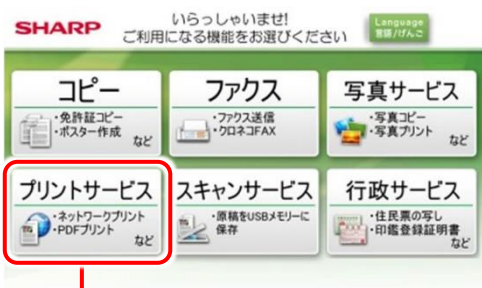 SHARP
いらっしゃいませ!
ご利用になる機能をお選びください
Language
言語/げんご
コピー
・免許証コピー
・ポスター作成
など
ファクス
・ファクス送信
・クロネコFAX
写真サービス
・写真コピー
・写真プリント
など
プリントサービス
・ネットワークプリント
・PDFプリント
など
スキャンサービス
・原稿をUSBメモリーに
保存
行政サービス
・住民票の写し
・印鑑登録証明書
など